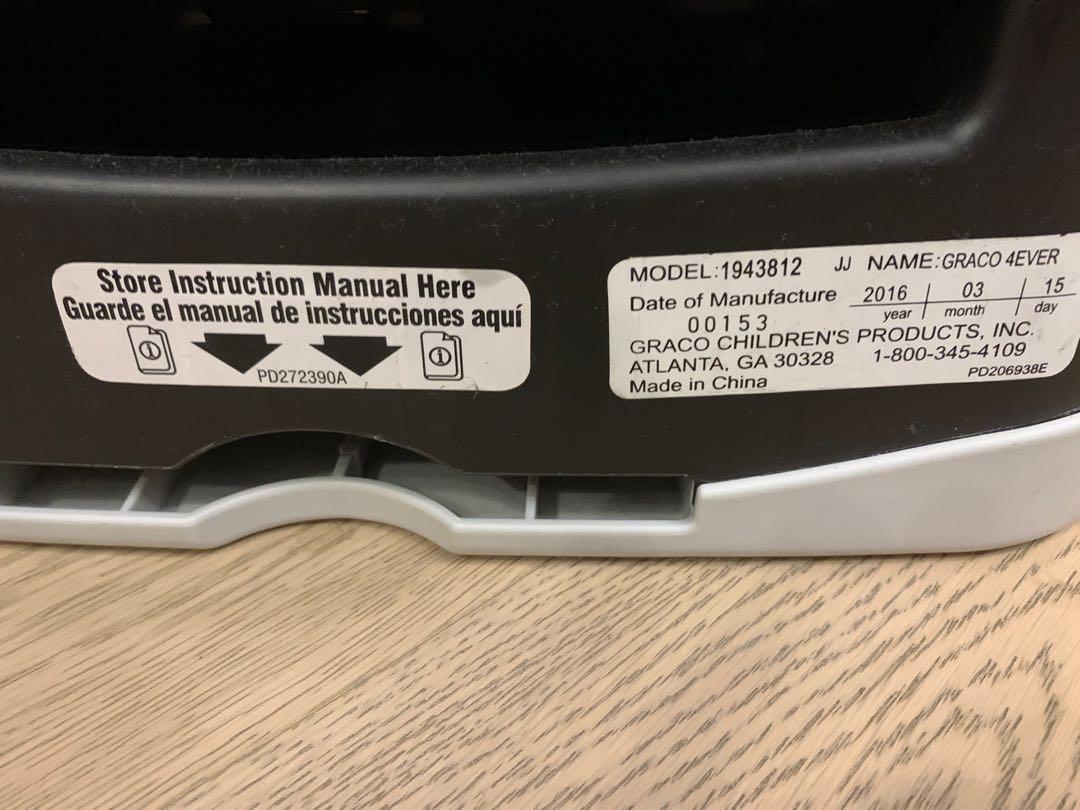 Store Instruction Manual Here
Guarde el manual de instrucciones aquí
PD272390A
MODEL:1943812 JJ NAME:GRACO 4EVER
Date of Manufacture 2016 03 15
year month day
00153
GRACO CHILDREN'S PRODUCTS, INC.
ATLANTA, GA 30328 1-800-345-4109
Made in China PD206938E